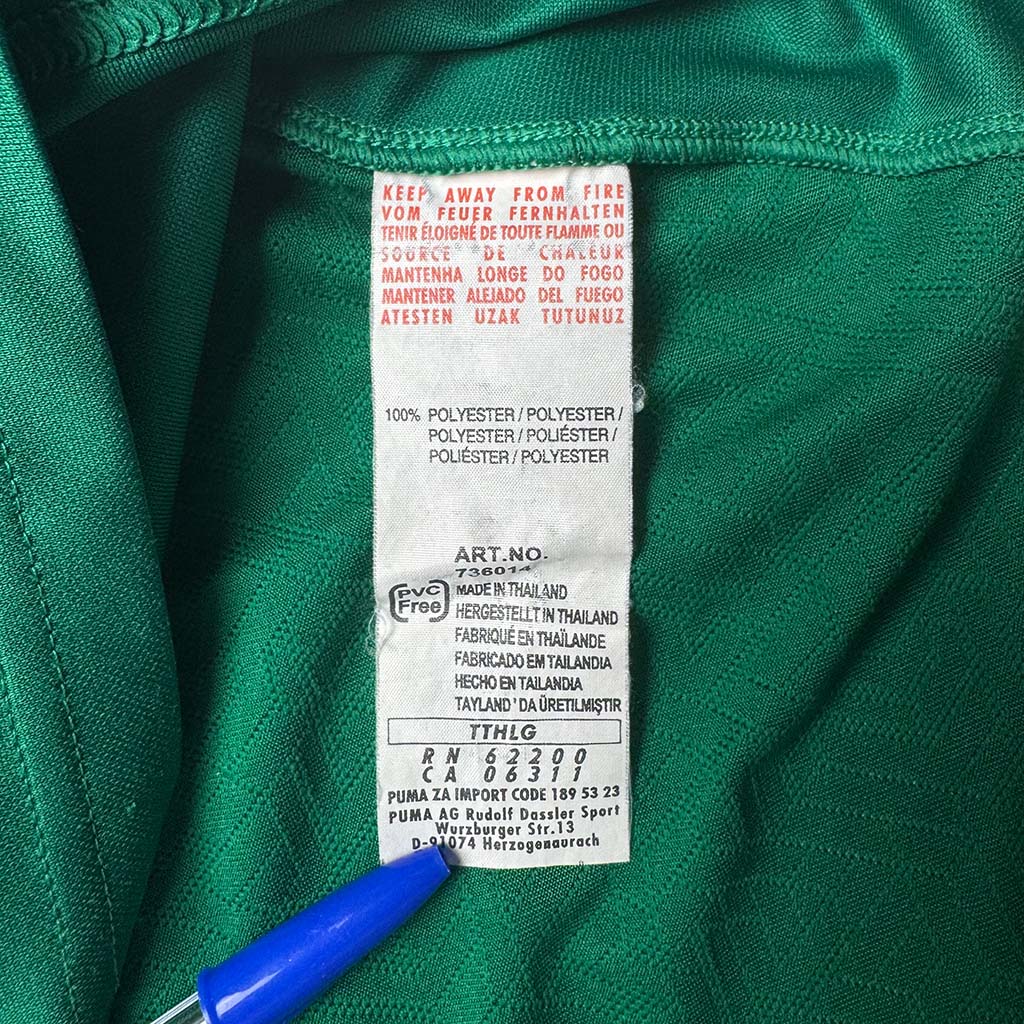 KEEP AWAY FROM FIRE
VOM FEUER FERNHALTEN
TENIR ÉLOIGNÉ DE TOUTE FLAMME OU
SOURCE DE CHALEUR
MANTENHA LONGE DO FOGO
MANTENER ALEJADO DEL FUEGO
ATESTEN UZAK TUTUNUZ
100% POLYESTER / POLYESTER /
POLYESTER / POLIÉSTER /
POLIÉSTER / POLYESTER
ART.NO.
736014
PVC
Free
MADE IN THAILAND
HERGESTELLT IN THAILAND
FABRIQUÉ EN THAÏLANDE
FABRICADO EM TAILANDIA
HECHO EN TAILANDIA
TAYLAND'DA ÜRETILMIŞTIR
TTHLG
RN 62200
CA 06311
PUMA ZA IMPORT CODE 189 53 23
PUMA AG Rudolf Dassler Sport
Wurzburger Str.13
D-91074 Herzogenaurach